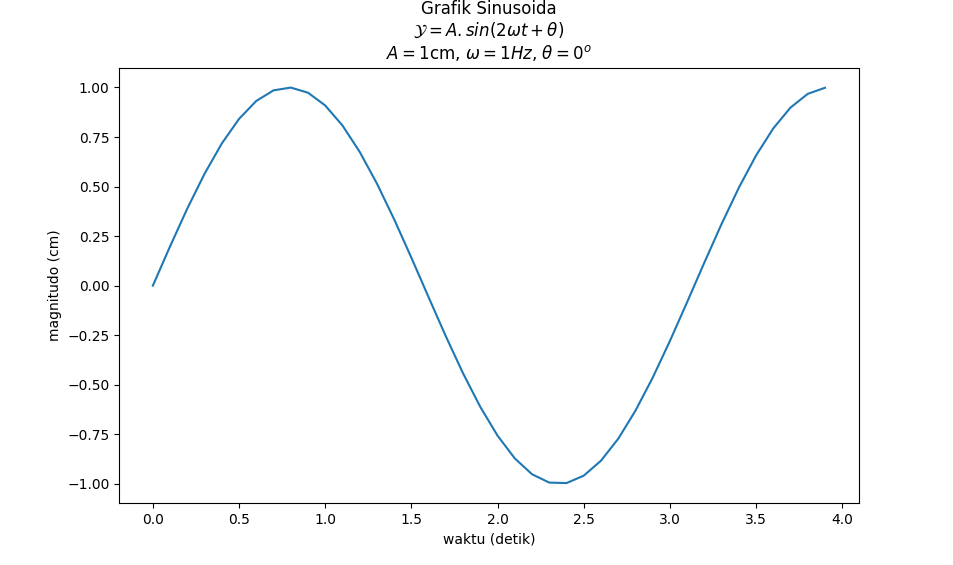 Grafik Sinusoida
𝒴 = A. sin(2ωt + θ)
A = 1cm, ω = 1Hz, θ = 0ᵒ
1.00
0.75
0.50
0.25
0.00
−0.25
−0.50
−0.75
−1.00
magnitudo (cm)
0.0 0.5 1.0 1.5 2.0 2.5 3.0 3.5 4.0
waktu (detik)